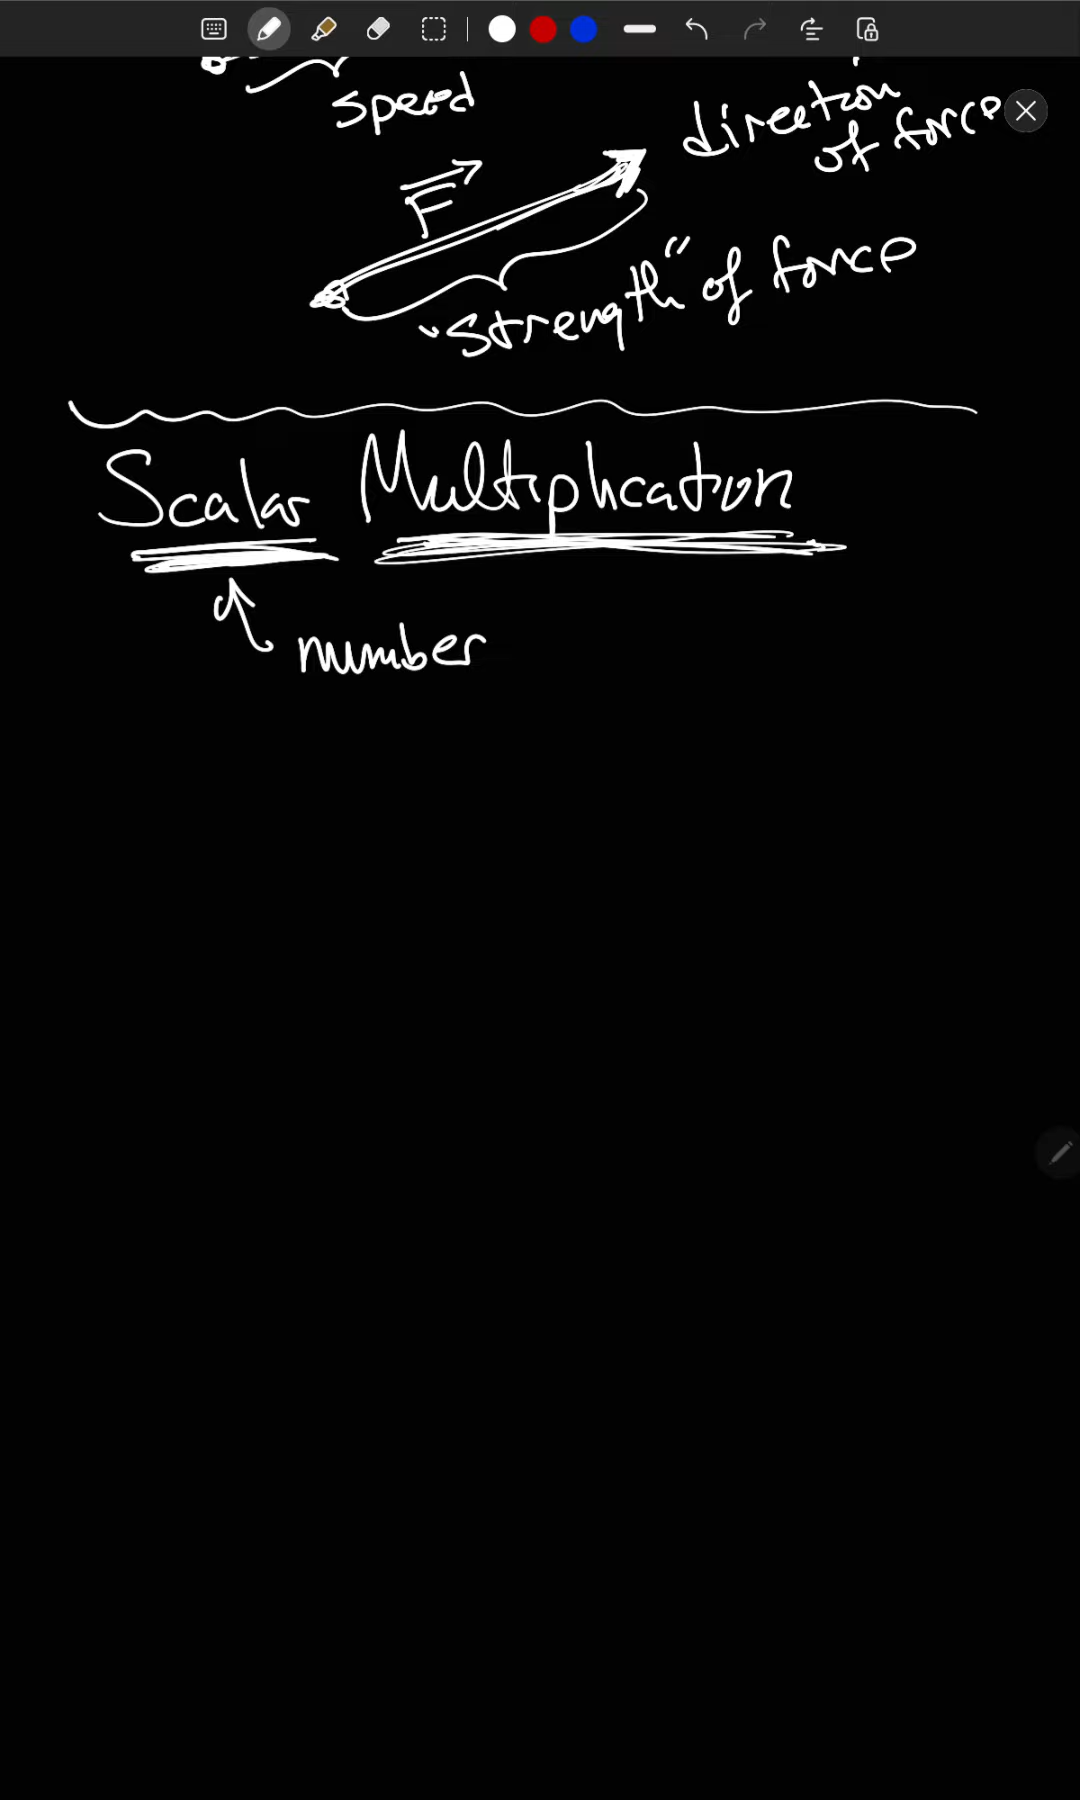 speed
direction
of force
F
"strength" of force
Scalar Multiplication
number